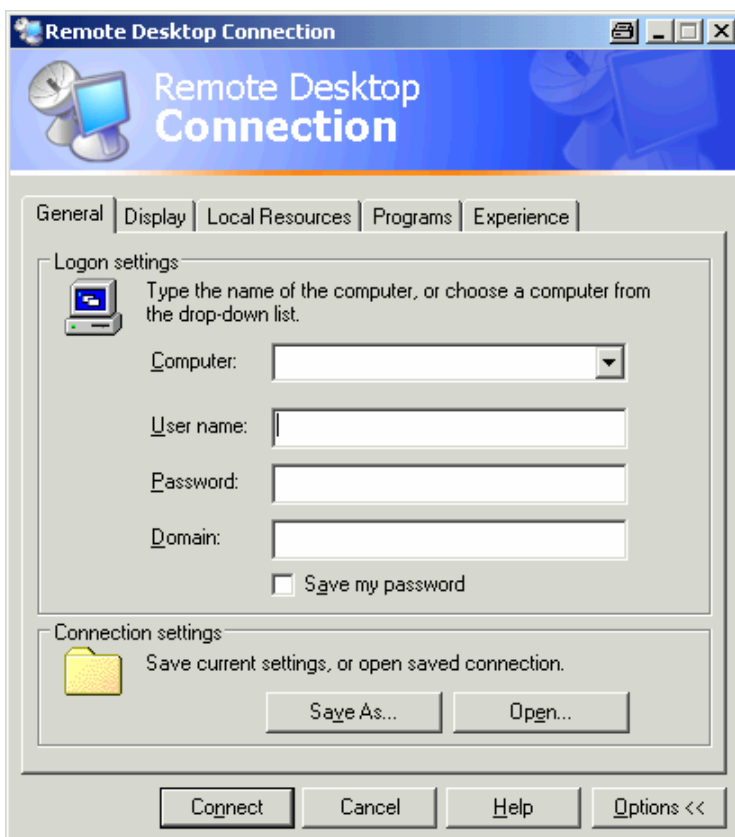 Remote Desktop Connection
Remote Desktop
Connection
General Display Local Resources Programs Experience
Logon settings
Type the name of the computer, or choose a computer from
the drop-down list.
Computer:
User name:
Password:
Domain:
Save my password
Connection settings
Save current settings, or open saved connection.
Save As... Open...
Connect Cancel Help Options <<